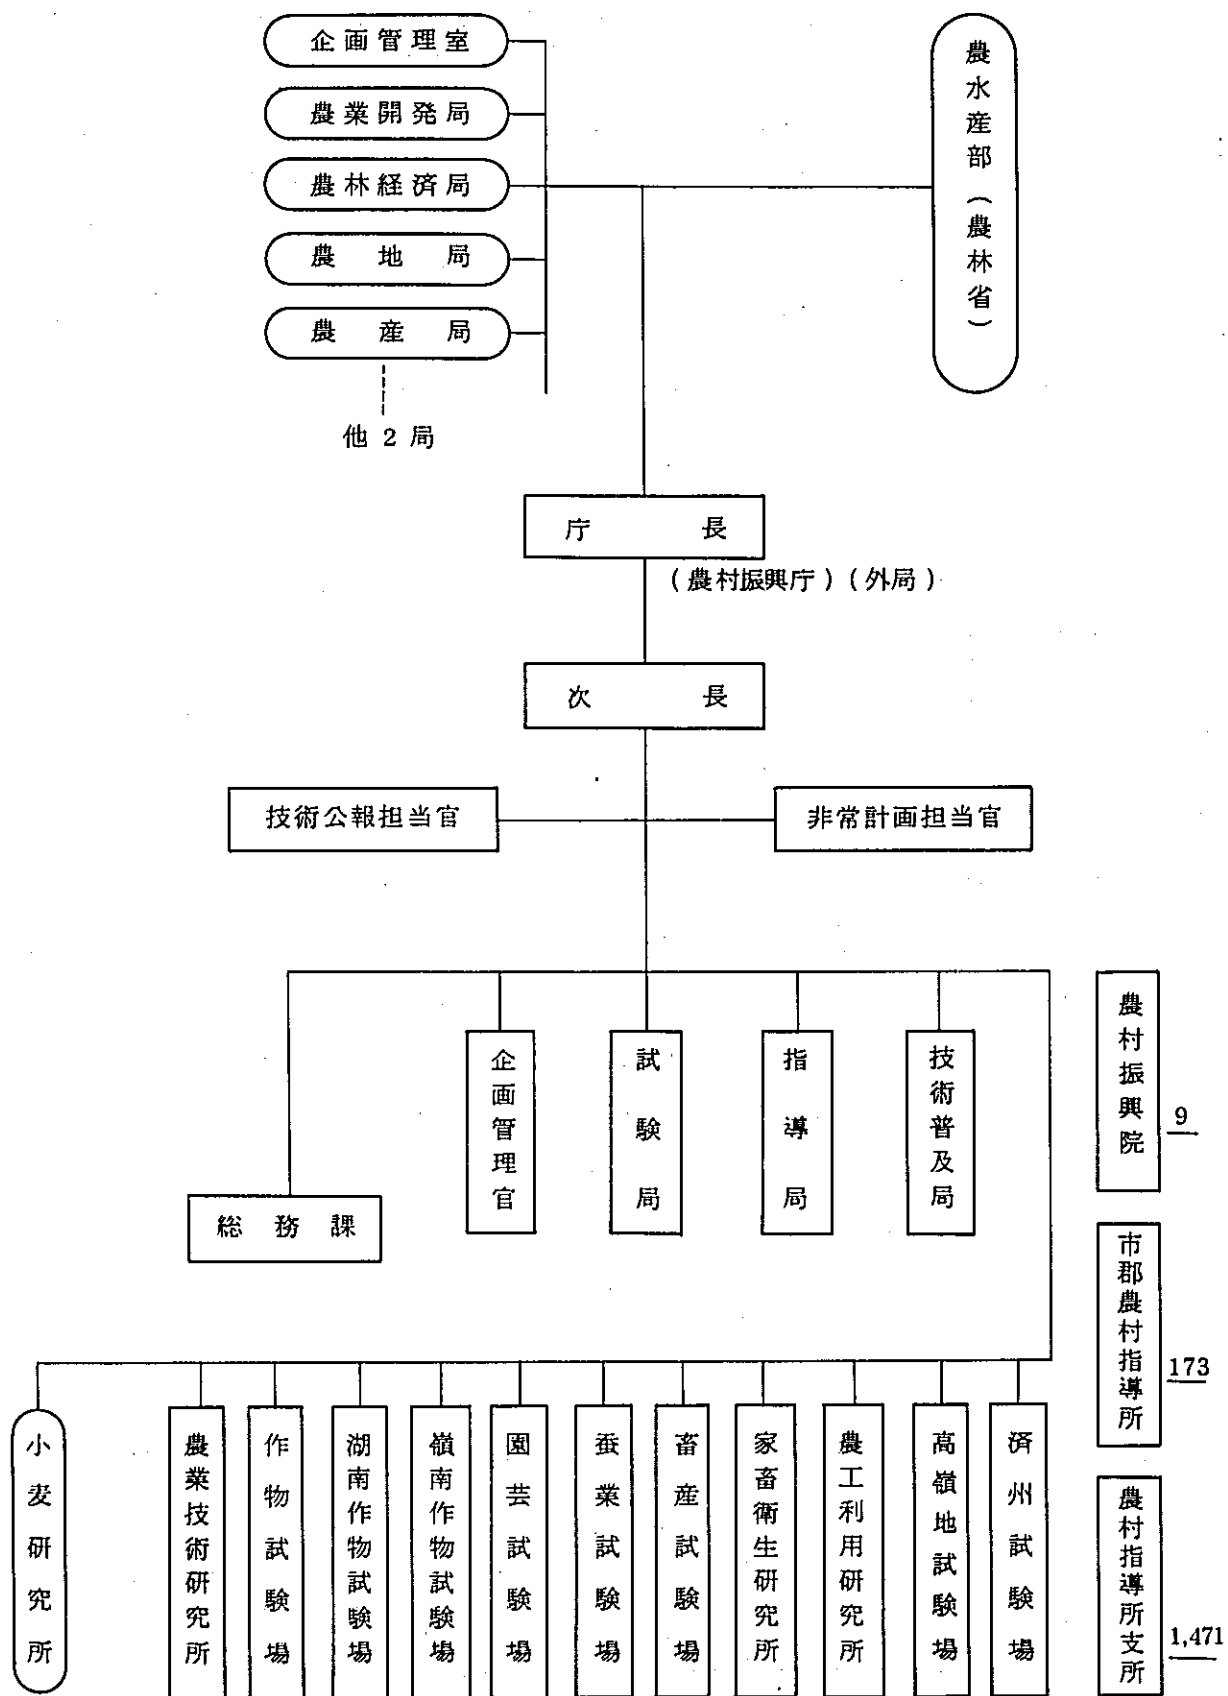 企画管理室
農業開発局
農林経済局
農地局
農産局
他2局
農水産部(農林省)
庁長
(農村振興庁)(外局)
次長
技術公報担当官
非常計画担当官
総務課
企画管理官
試験局
指導局
技術普及局
農村振興院
9
市郡農村指導所
173
農村指導所支所
1,471
小麦研究所
農業技術研究所
作物試験場
湖南作物試験場
嶺南作物試験場
園芸試験場
蚕業試験場
畜産試験場
家畜衛生研究所
農工利用研究所
高嶺地試験場
済州試験場